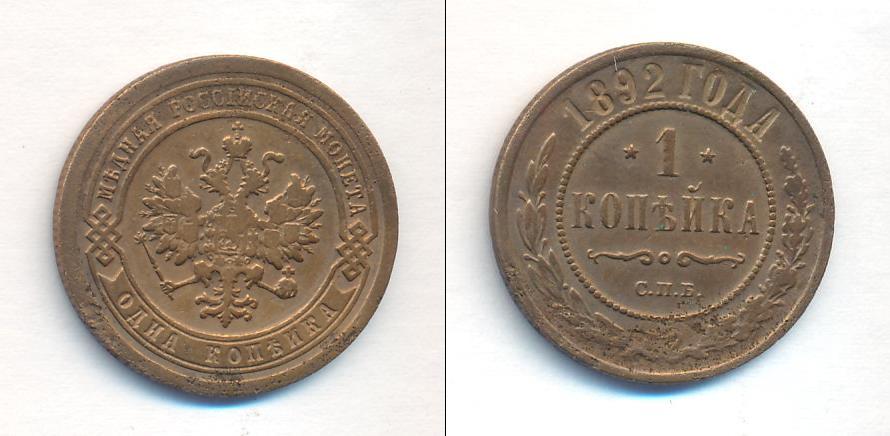 МѢДНАЯ РОССІЙСКАЯ МОНЕТА
ОДНА КОПѢЙКА
1892 ГОДА
* 1 *
КОПѢЙКА
С.П.Б.